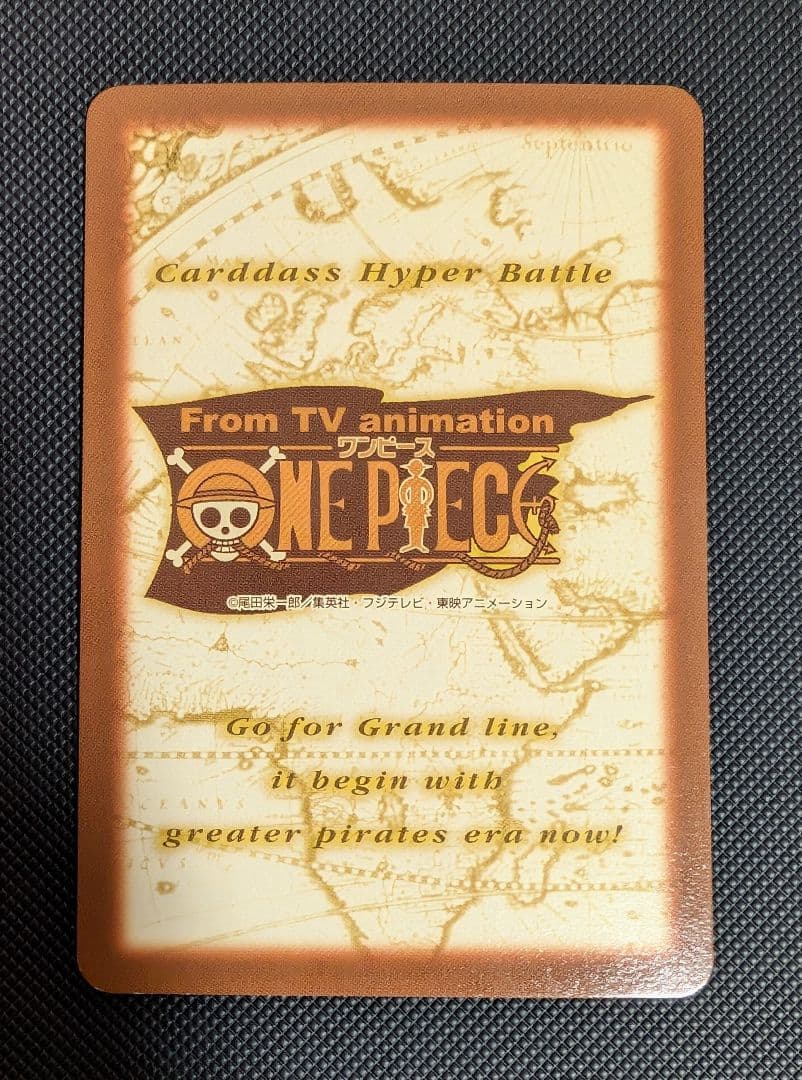 Septentrio
Carddass Hyper Battle
From TV animation
ワンピース
ONE PIECE
©尾田栄一郎/集英社・フジテレビ・東映アニメーション
Go for Grand line,
it begin with
OCEANVS
greater pirates era now!